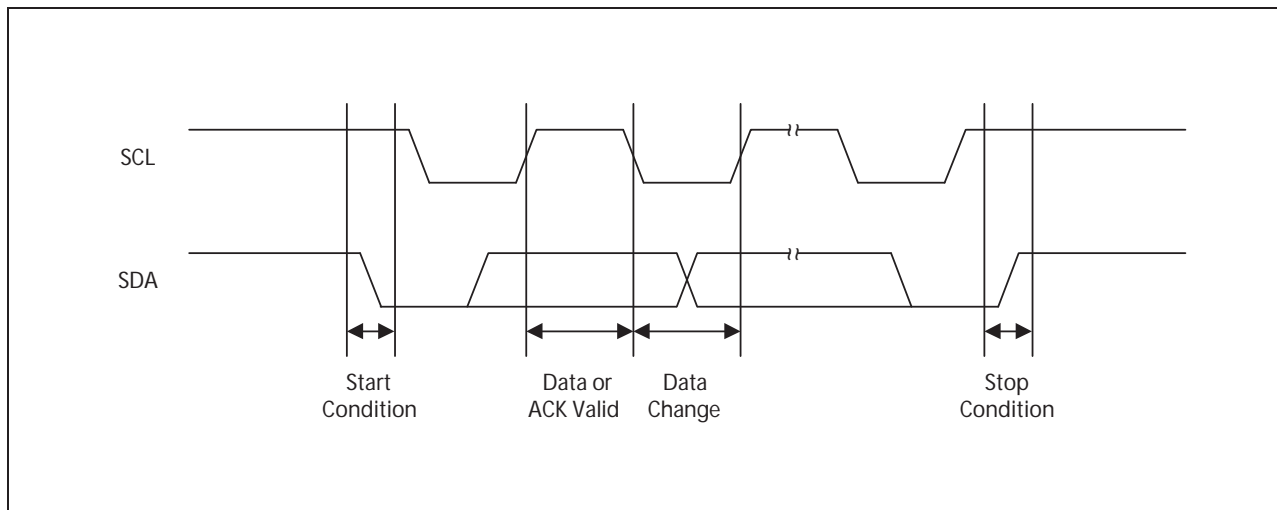 SCL
SDA
Start
Condition
Data or
ACK Valid
Data
Change
Stop
Condition